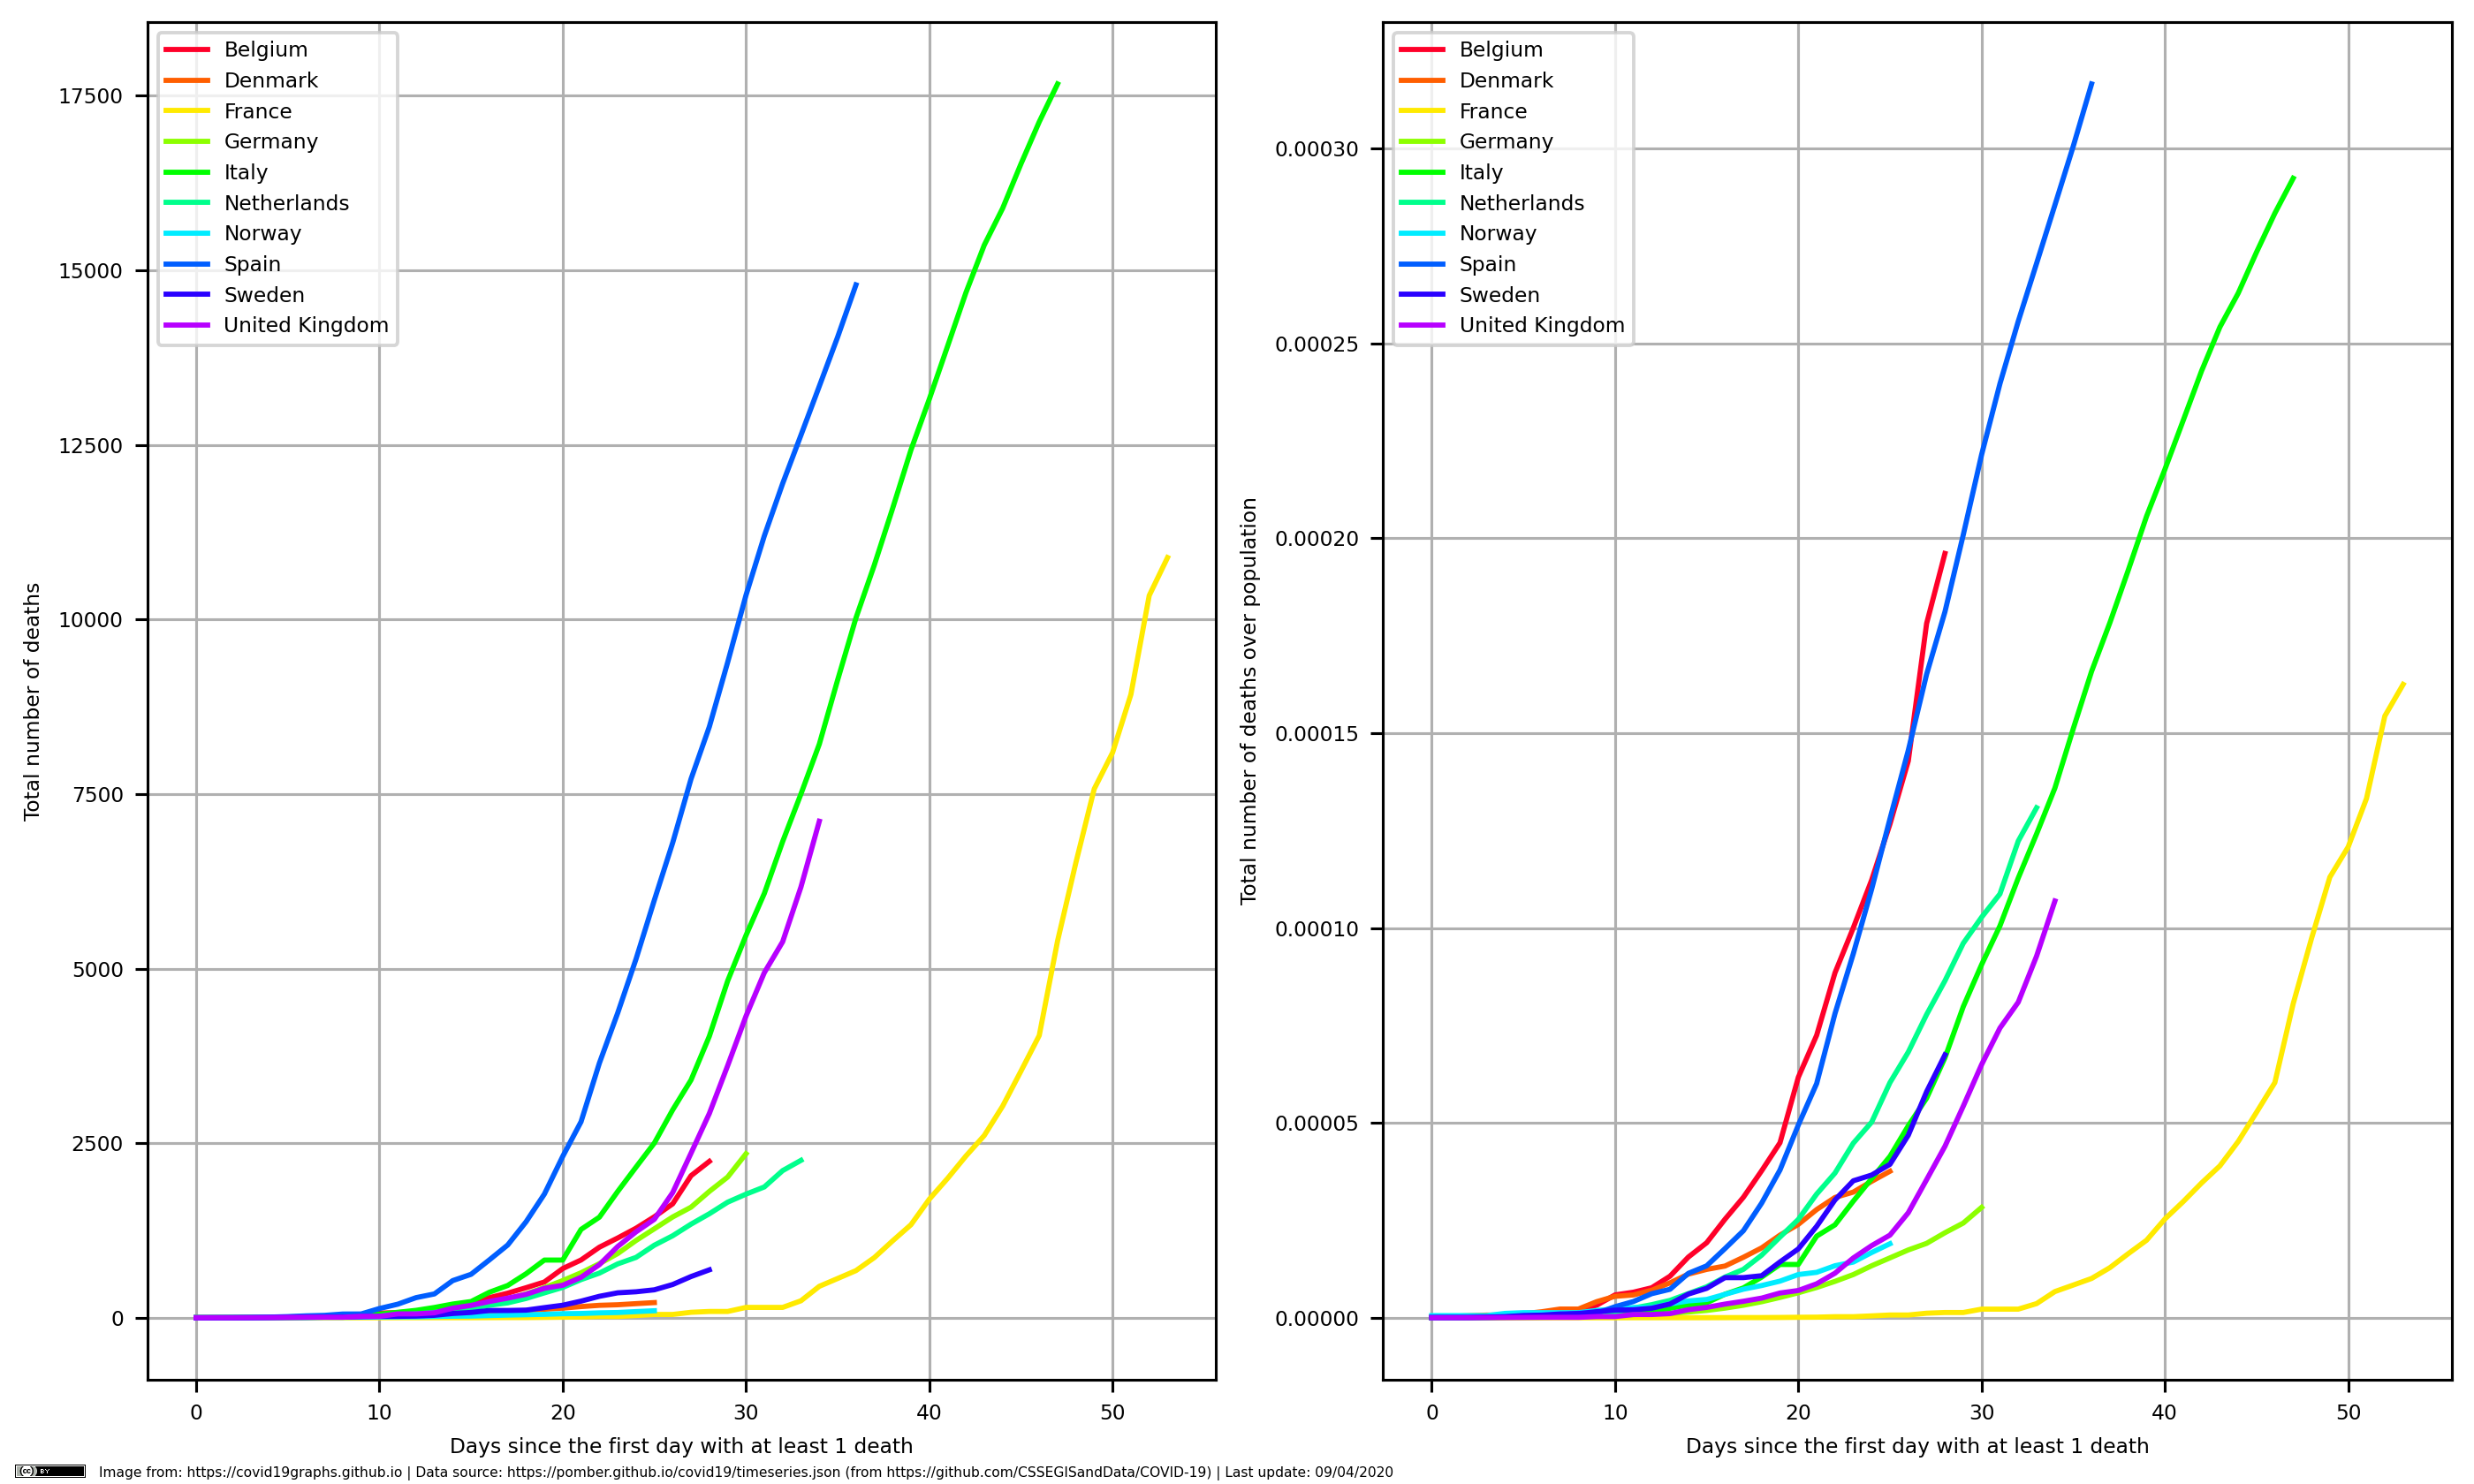 Belgium
Denmark
France
Germany
Italy
Netherlands
Norway
Spain
Sweden
United Kingdom
17500
15000
12500
10000
7500
5000
2500
0
Total number of deaths
0 10 20 30 40 50
Days since the first day with at least 1 death
Belgium
Denmark
France
Germany
Italy
Netherlands
Norway
Spain
Sweden
United Kingdom
0.00030
0.00025
0.00020
0.00015
0.00010
0.00005
0.00000
Total number of deaths over population
0 10 20 30 40 50
Days since the first day with at least 1 death
cc BY Image from: https://covid19graphs.github.io | Data source: https://pomber.github.io/covid19/timeseries.json (from https://github.com/CSSEGISandData/COVID-19) | Last update: 09/04/2020